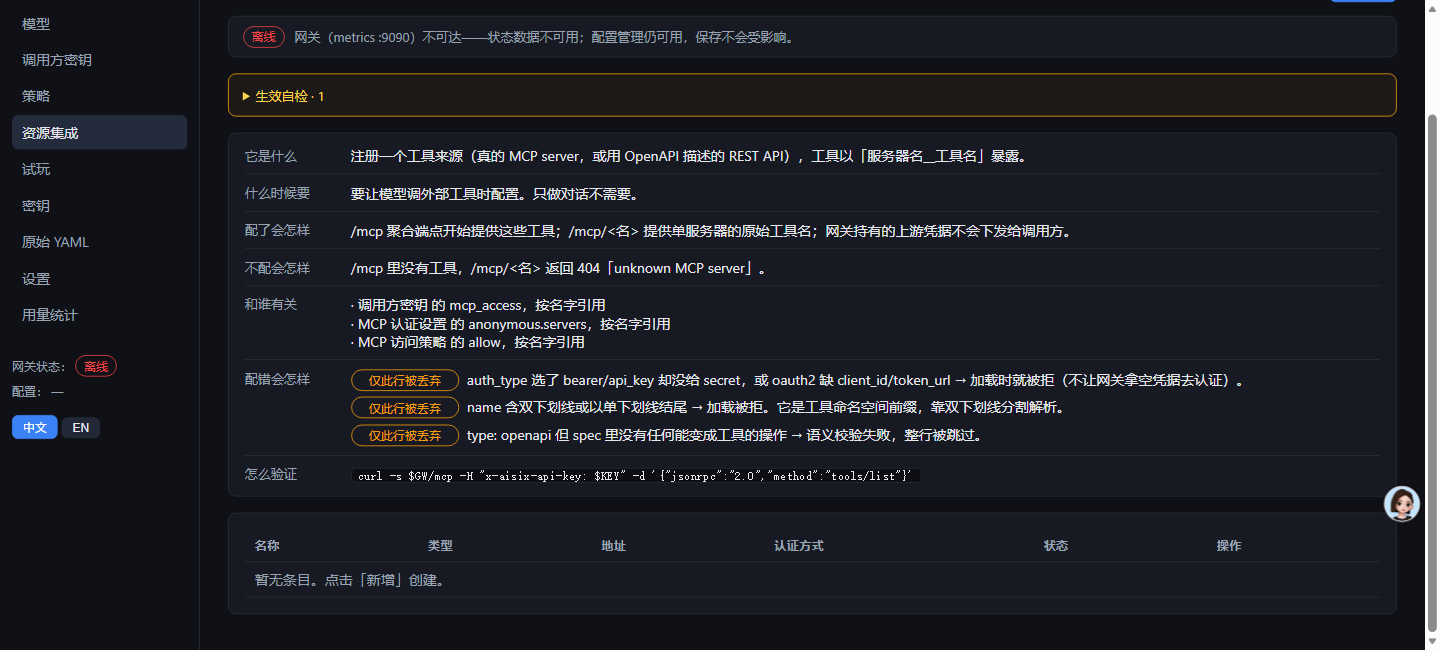 模型
调用方密钥
策略
资源集成
试玩
密钥
原始 YAML
设置
用量统计
网关状态： 离线
配置： —
中文 EN
离线 网关（metrics :9090）不可达——状态数据不可用；配置管理仍可用，保存不会受影响。
▶ 生效自检 · 1
它是什么 注册一个工具来源（真的 MCP server，或用 OpenAPI 描述的 REST API），工具以「服务器名__工具名」暴露。
什么时候要 要让模型调外部工具时配置。只做对话不需要。
配了会怎样 /mcp 聚合端点开始提供这些工具；/mcp/<名> 提供单服务器的原始工具名；网关持有的上游凭据不会下发给调用方。
不配会怎样 /mcp 里没有工具，/mcp/<名> 返回 404「unknown MCP server」。
和谁有关 · 调用方密钥 的 mcp_access，按名字引用
· MCP 认证设置 的 anonymous.servers，按名字引用
· MCP 访问策略 的 allow，按名字引用
配错会怎样 仅此行被丢弃 auth_type 选了 bearer/api_key 却没给 secret，或 oauth2 缺 client_id/token_url → 加载时就被拒（不让网关拿空凭据去认证）。
仅此行被丢弃 name 含双下划线或以单下划线结尾 → 加载被拒。它是工具命名空间前缀，靠双下划线分割解析。
仅此行被丢弃 type: openapi 但 spec 里没有任何能变成工具的操作 → 语义校验失败，整行被跳过。
怎么验证 curl -s $GW/mcp -H "x-aisix-api-key: $KEY" -d '{"jsonrpc":"2.0","method":"tools/list"}'
名称 类型 地址 认证方式 状态 操作
暂无条目。点击「新增」创建。